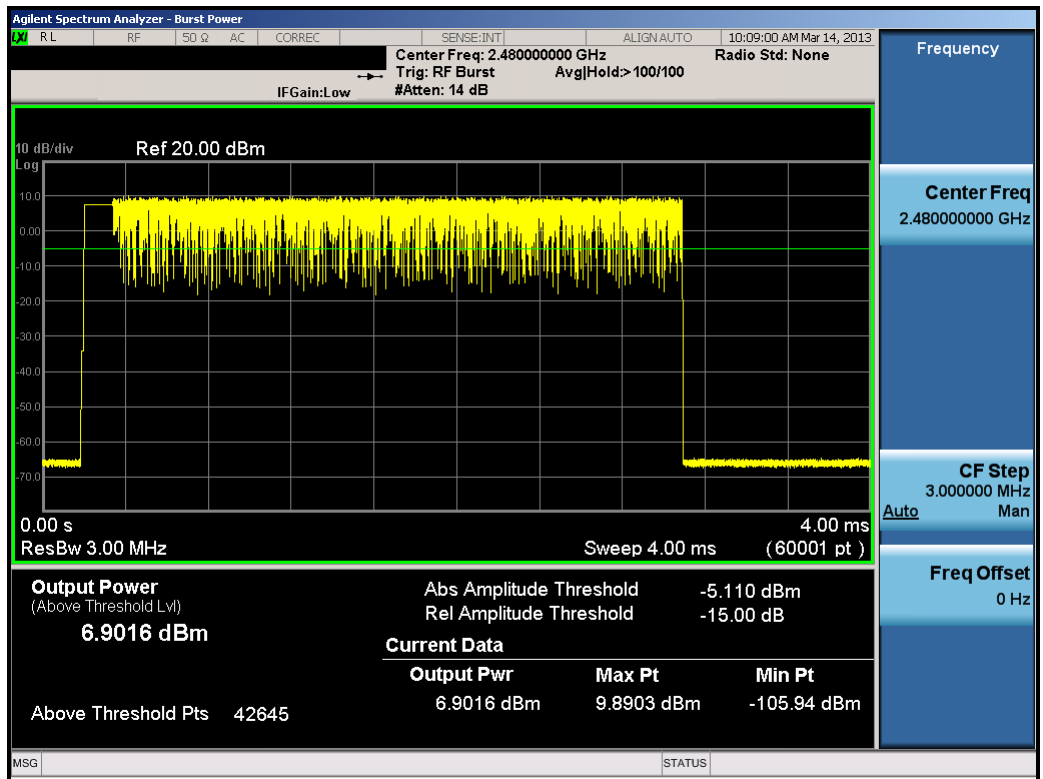 Agilent Spectrum Analyzer - Burst Power
LXI RL RF 50 Ω AC CORREC SENSE:INT ALIGN AUTO 10:09:00 AM Mar 14, 2013
Center Freq: 2.480000000 GHz Radio Std: None
Trig: RF Burst Avg|Hold:>100/100
IFGain:Low #Atten: 14 dB
10 dB/div Ref 20.00 dBm
Log
10.0
0.00
-10.0
-20.0
-30.0
-40.0
-50.0
-60.0
-70.0
0.00 s 4.00 ms
ResBw 3.00 MHz Sweep 4.00 ms (60001 pt)
Output Power
(Above Threshold Lvl)
6.9016 dBm
Above Threshold Pts 42645
Abs Amplitude Threshold -5.110 dBm
Rel Amplitude Threshold -15.00 dB
Current Data
Output Pwr Max Pt Min Pt
6.9016 dBm 9.8903 dBm -105.94 dBm
Frequency
Center Freq
2.480000000 GHz
CF Step
3.000000 MHz
Auto Man
Freq Offset
0 Hz
MSG STATUS